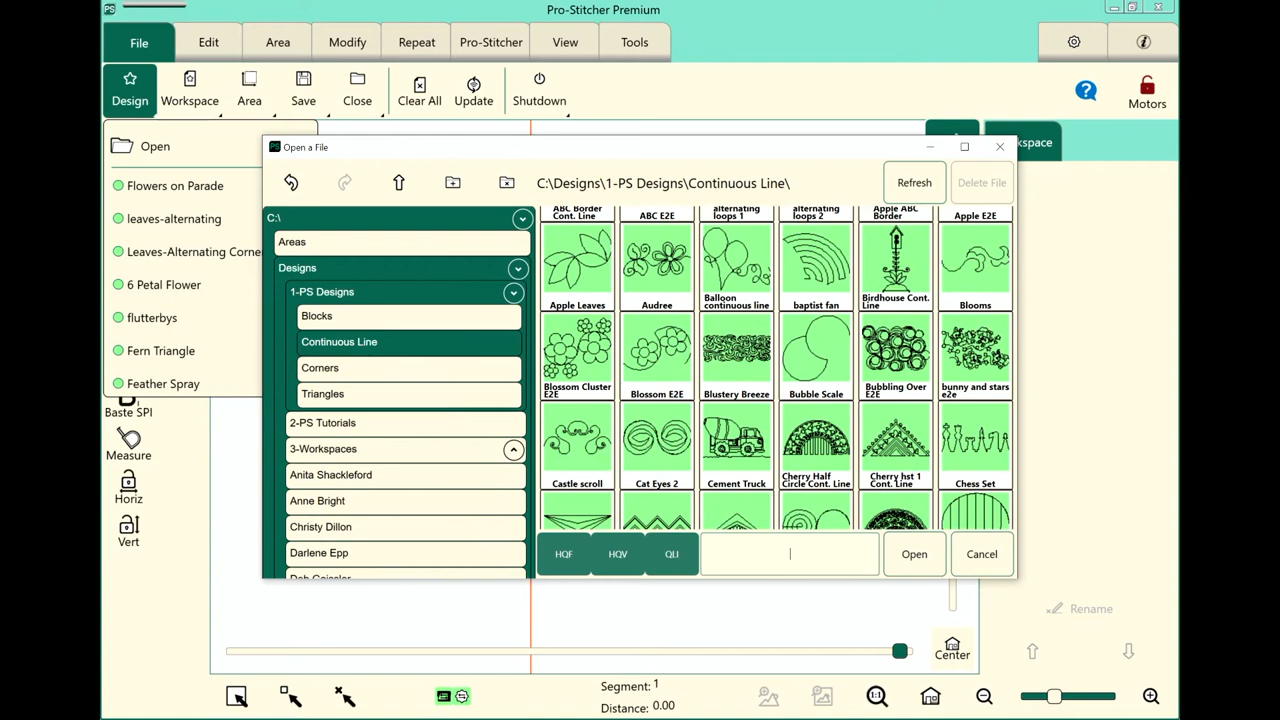 PS
Pro-Stitcher Premium
File
Edit
Area
Modify
Repeat
Pro-Stitcher
View
Tools
Design
Workspace
Area
Save
Close
Clear All
Update
Shutdown
?
Motors
Open
Flowers on Parade
leaves-alternating
Leaves-Alternating Corne
6 Petal Flower
flutterbys
Fern Triangle
Feather Spray
Baste SPI
Measure
Horiz
Vert
kspace
PS
Open a File
C:\Designs\1-PS Designs\Continuous Line\
Refresh
Delete File
C:\
Areas
Designs
1-PS Designs
Blocks
Continuous Line
Corners
Triangles
2-PS Tutorials
3-Workspaces
Anita Shackleford
Anne Bright
Christy Dillon
Darlene Epp
Deb Geissler
ABC Border
Cont. Line
ABC E2E
alternating
loops 1
alternating
loops 2
Apple ABC
Border
Apple E2E
Apple Leaves
Audree
Balloon
continuous line
baptist fan
Birdhouse Cont.
Line
Blooms
Blossom Cluster
E2E
Blossom E2E
Blustery Breeze
Bubble Scale
Bubbling Over
E2E
bunny and stars
e2e
Castle scroll
Cat Eyes 2
Cement Truck
Cherry Half
Circle Cont. Line
Cherry hst 1
Cont. Line
Chess Set
HQF
HQV
QLI
Open
Cancel
Rename
Center
Segment: 1
Distance: 0.00
1:1